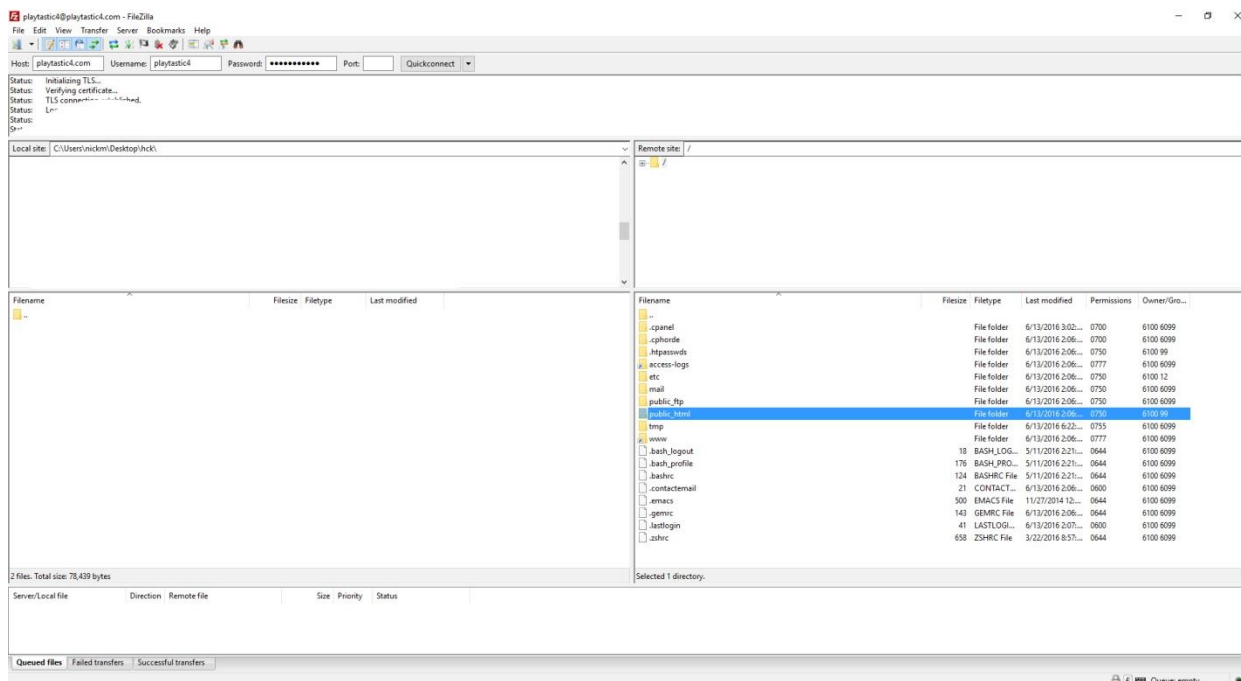 playtastic4@playtastic4.com - FileZilla
File Edit View Transfer Server Bookmarks Help
Host: playtastic4.com Username: playtastic4 Password: ●●●●●●●●●●● Port: Quickconnect
Status: Initializing TLS...
Status: Verifying certificate...
Status: TLS
Status:
Status:
Local site: C:\Users\nickm\Desktop\hck\
Remote site: /
/
Filename Filesize Filetype Last modified
..
2 files. Total size: 78,439 bytes
Filename Filesize Filetype Last modified Permissions Owner/Gro...
..
.cpanel File folder 6/13/2016 3:02:... 0700 6100 6099
.cphorde File folder 6/13/2016 2:06:... 0700 6100 6099
.htpasswds File folder 6/13/2016 2:06:... 0750 6100 99
access-logs File folder 6/13/2016 2:06:... 0777 6100 6099
etc File folder 6/13/2016 2:06:... 0750 6100 12
mail File folder 6/13/2016 2:06:... 0750 6100 6099
public_ftp File folder 6/13/2016 2:06:... 0750 6100 6099
public_html File folder 6/13/2016 2:06:... 0750 6100 99
tmp File folder 6/13/2016 6:22:... 0755 6100 6099
www File folder 6/13/2016 2:06:... 0777 6100 6099
.bash_logout 18 BASH_LOG... 5/11/2016 2:21:... 0644 6100 6099
.bash_profile 176 BASH_PRO... 5/11/2016 2:21:... 0644 6100 6099
.bashrc 124 BASHRC File 5/11/2016 2:21:... 0644 6100 6099
.contactemail 21 CONTACT... 6/13/2016 2:06:... 0600 6100 6099
.emacs 500 EMACS File 11/27/2014 12:... 0644 6100 6099
.gemrc 143 GEMRC File 6/13/2016 2:06:... 0644 6100 6099
.lastlogin 41 LASTLOGI... 6/13/2016 2:07:... 0600 6100 6099
.zshrc 658 ZSHRC File 3/22/2016 8:57:... 0644 6100 6099
Selected 1 directory.
Server/Local file Direction Remote file Size Priority Status
Queued files Failed transfers Successful transfers
Queue: empty